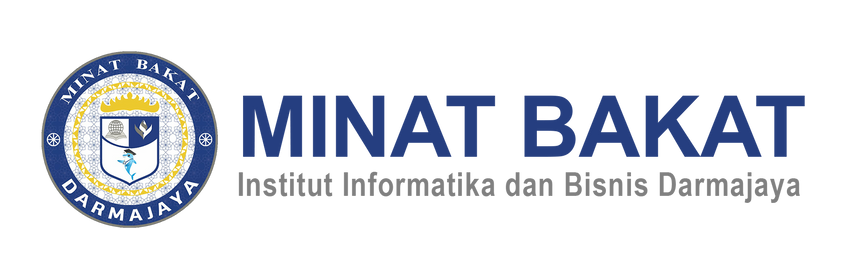 MINAT BAKAT
DARMAJAYA
MINAT BAKAT
Institut Informatika dan Bisnis Darmajaya